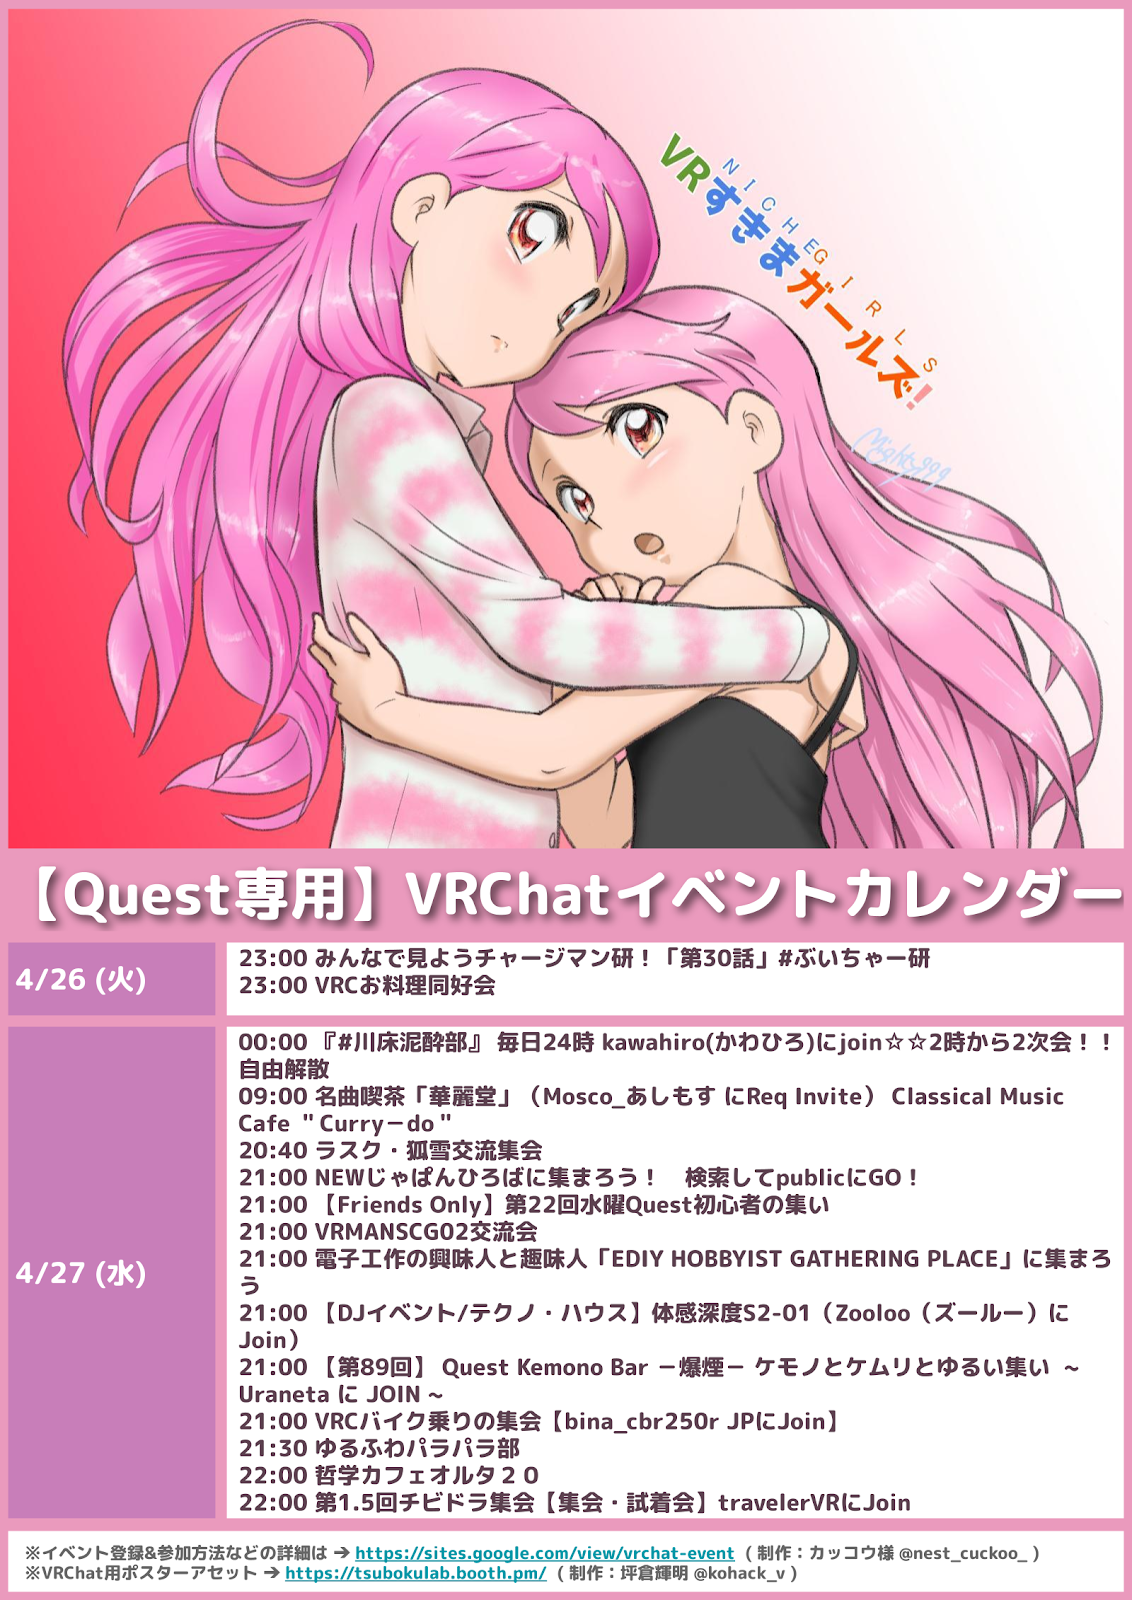 NICHEGIRLS
VRすきまガールズ!
Mighty999
【Quest専用】VRChatイベントカレンダー
4/26 (火)
23:00 みんなで見ようチャージマン研！「第30話」#ぶいちゃー研
23:00 VRCお料理同好会
4/27 (水)
00:00 『#川床泥酔部』 毎日24時 kawahiro(かわひろ)にjoin☆☆2時から2次会！！
自由解散
09:00 名曲喫茶「華麗堂」（Mosco_あしもす にReq Invite） Classical Music
Cafe ＂Curry－do＂
20:40 ラスク・狐雪交流集会
21:00 NEWじゃぱんひろばに集まろう！　検索してpublicにGO！
21:00 【Friends Only】第22回水曜Quest初心者の集い
21:00 VRMANSCG02交流会
21:00 電子工作の興味人と趣味人「EDIY HOBBYIST GATHERING PLACE」に集まろ
う
21:00 【DJイベント/テクノ・ハウス】体感深度S2-01（Zooloo（ズールー）に
Join）
21:00 【第89回】 Quest Kemono Bar －爆煙－ ケモノとケムリとゆるい集い ～
Uraneta に JOIN ~
21:00 VRCバイク乗りの集会【bina_cbr250r JPにJoin】
21:30 ゆるふわパラパラ部
22:00 哲学カフェオルタ２０
22:00 第1.5回チビドラ集会【集会・試着会】travelerVRにJoin
※イベント登録&参加方法などの詳細は → https://sites.google.com/view/vrchat-event ( 制作：カッコウ様 @nest_cuckoo_ )
※VRChat用ポスターアセット → https://tsubokulab.booth.pm/ ( 制作：坪倉輝明 @kohack_v )